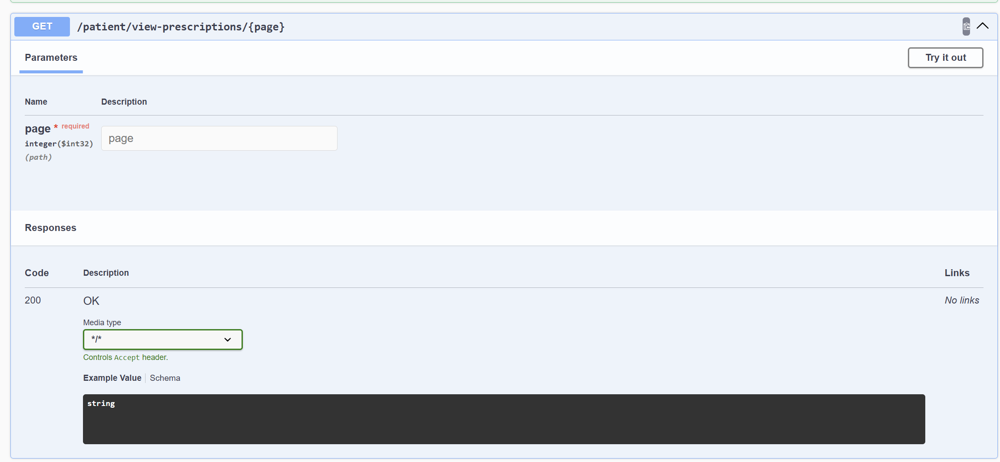 GET /patient/view-prescriptions/{page}
Parameters
Try it out
Name Description
page * required
integer($int32)
(path)
page
Responses
Code Description Links
200 OK No links
Media type
*/*
Controls Accept header.
Example Value Schema
string